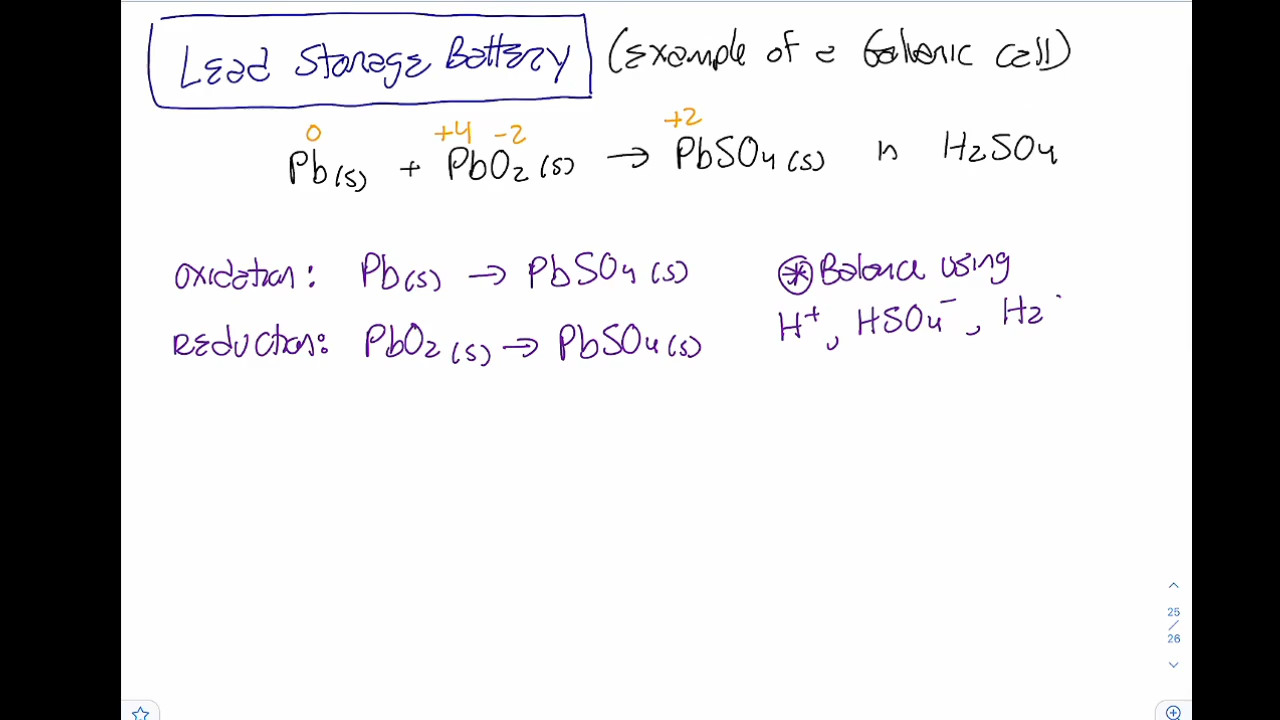 Lead Storage Battery (Example of a Galvanic cell)
0 +4 -2 +2
Pb(s) + PbO₂(s) → PbSO₄(s) in H₂SO₄
Oxidation: Pb(s) → PbSO₄(s)
⊛ Balance using
H⁺, HSO₄⁻, H₂
Reduction: PbO₂(s) → PbSO₄(s)
25
/
26